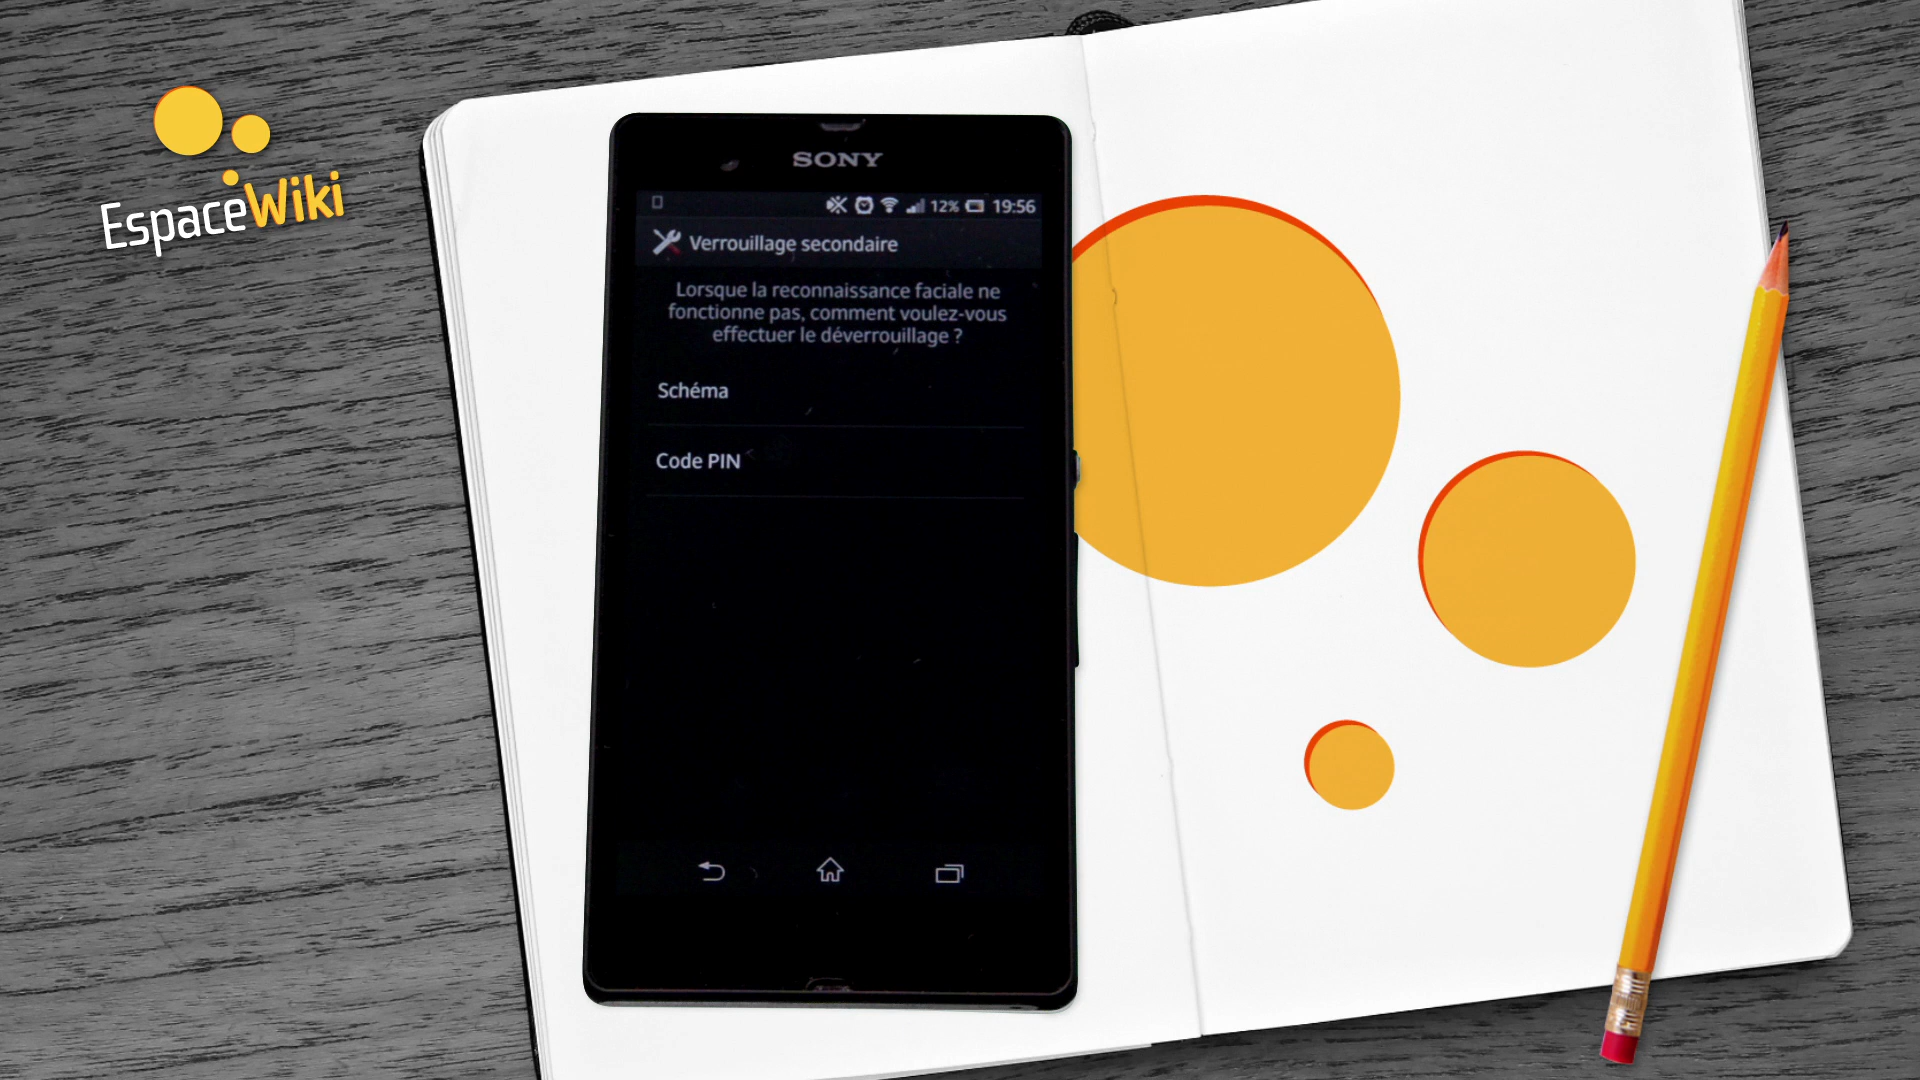 EspaceWiki
SONY
12% 19:56
Verrouillage secondaire
Lorsque la reconnaissance faciale ne
fonctionne pas, comment voulez-vous
effectuer le déverrouillage ?
Schéma
Code PIN